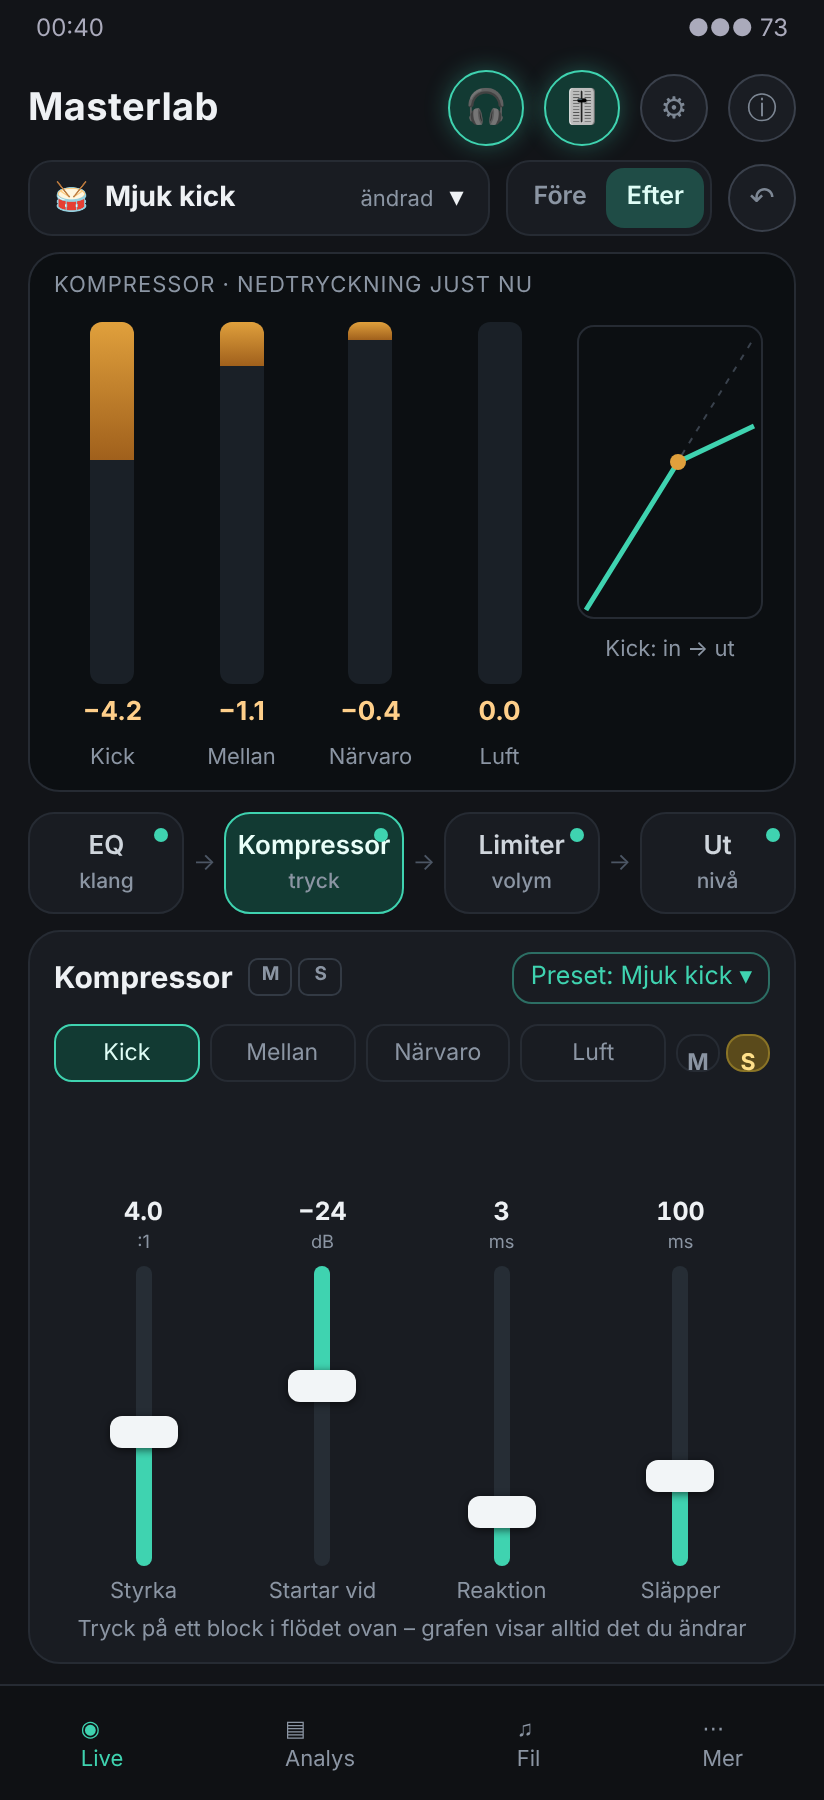 00:40 73
Masterlab
Mjuk kick ändrad ▼ Före Efter
KOMPRESSOR · NEDTRYCKNING JUST NU
−4.2 −1.1 −0.4 0.0
Kick Mellan Närvaro Luft
Kick: in → ut
EQ → Kompressor → Limiter → Ut
klang tryck volym nivå
Kompressor M S Preset: Mjuk kick ▾
Kick Mellan Närvaro Luft M S
4.0 −24 3 100
:1 dB ms ms
Styrka Startar vid Reaktion Släpper
Tryck på ett block i flödet ovan – grafen visar alltid det du ändrar
Live Analys Fil Mer